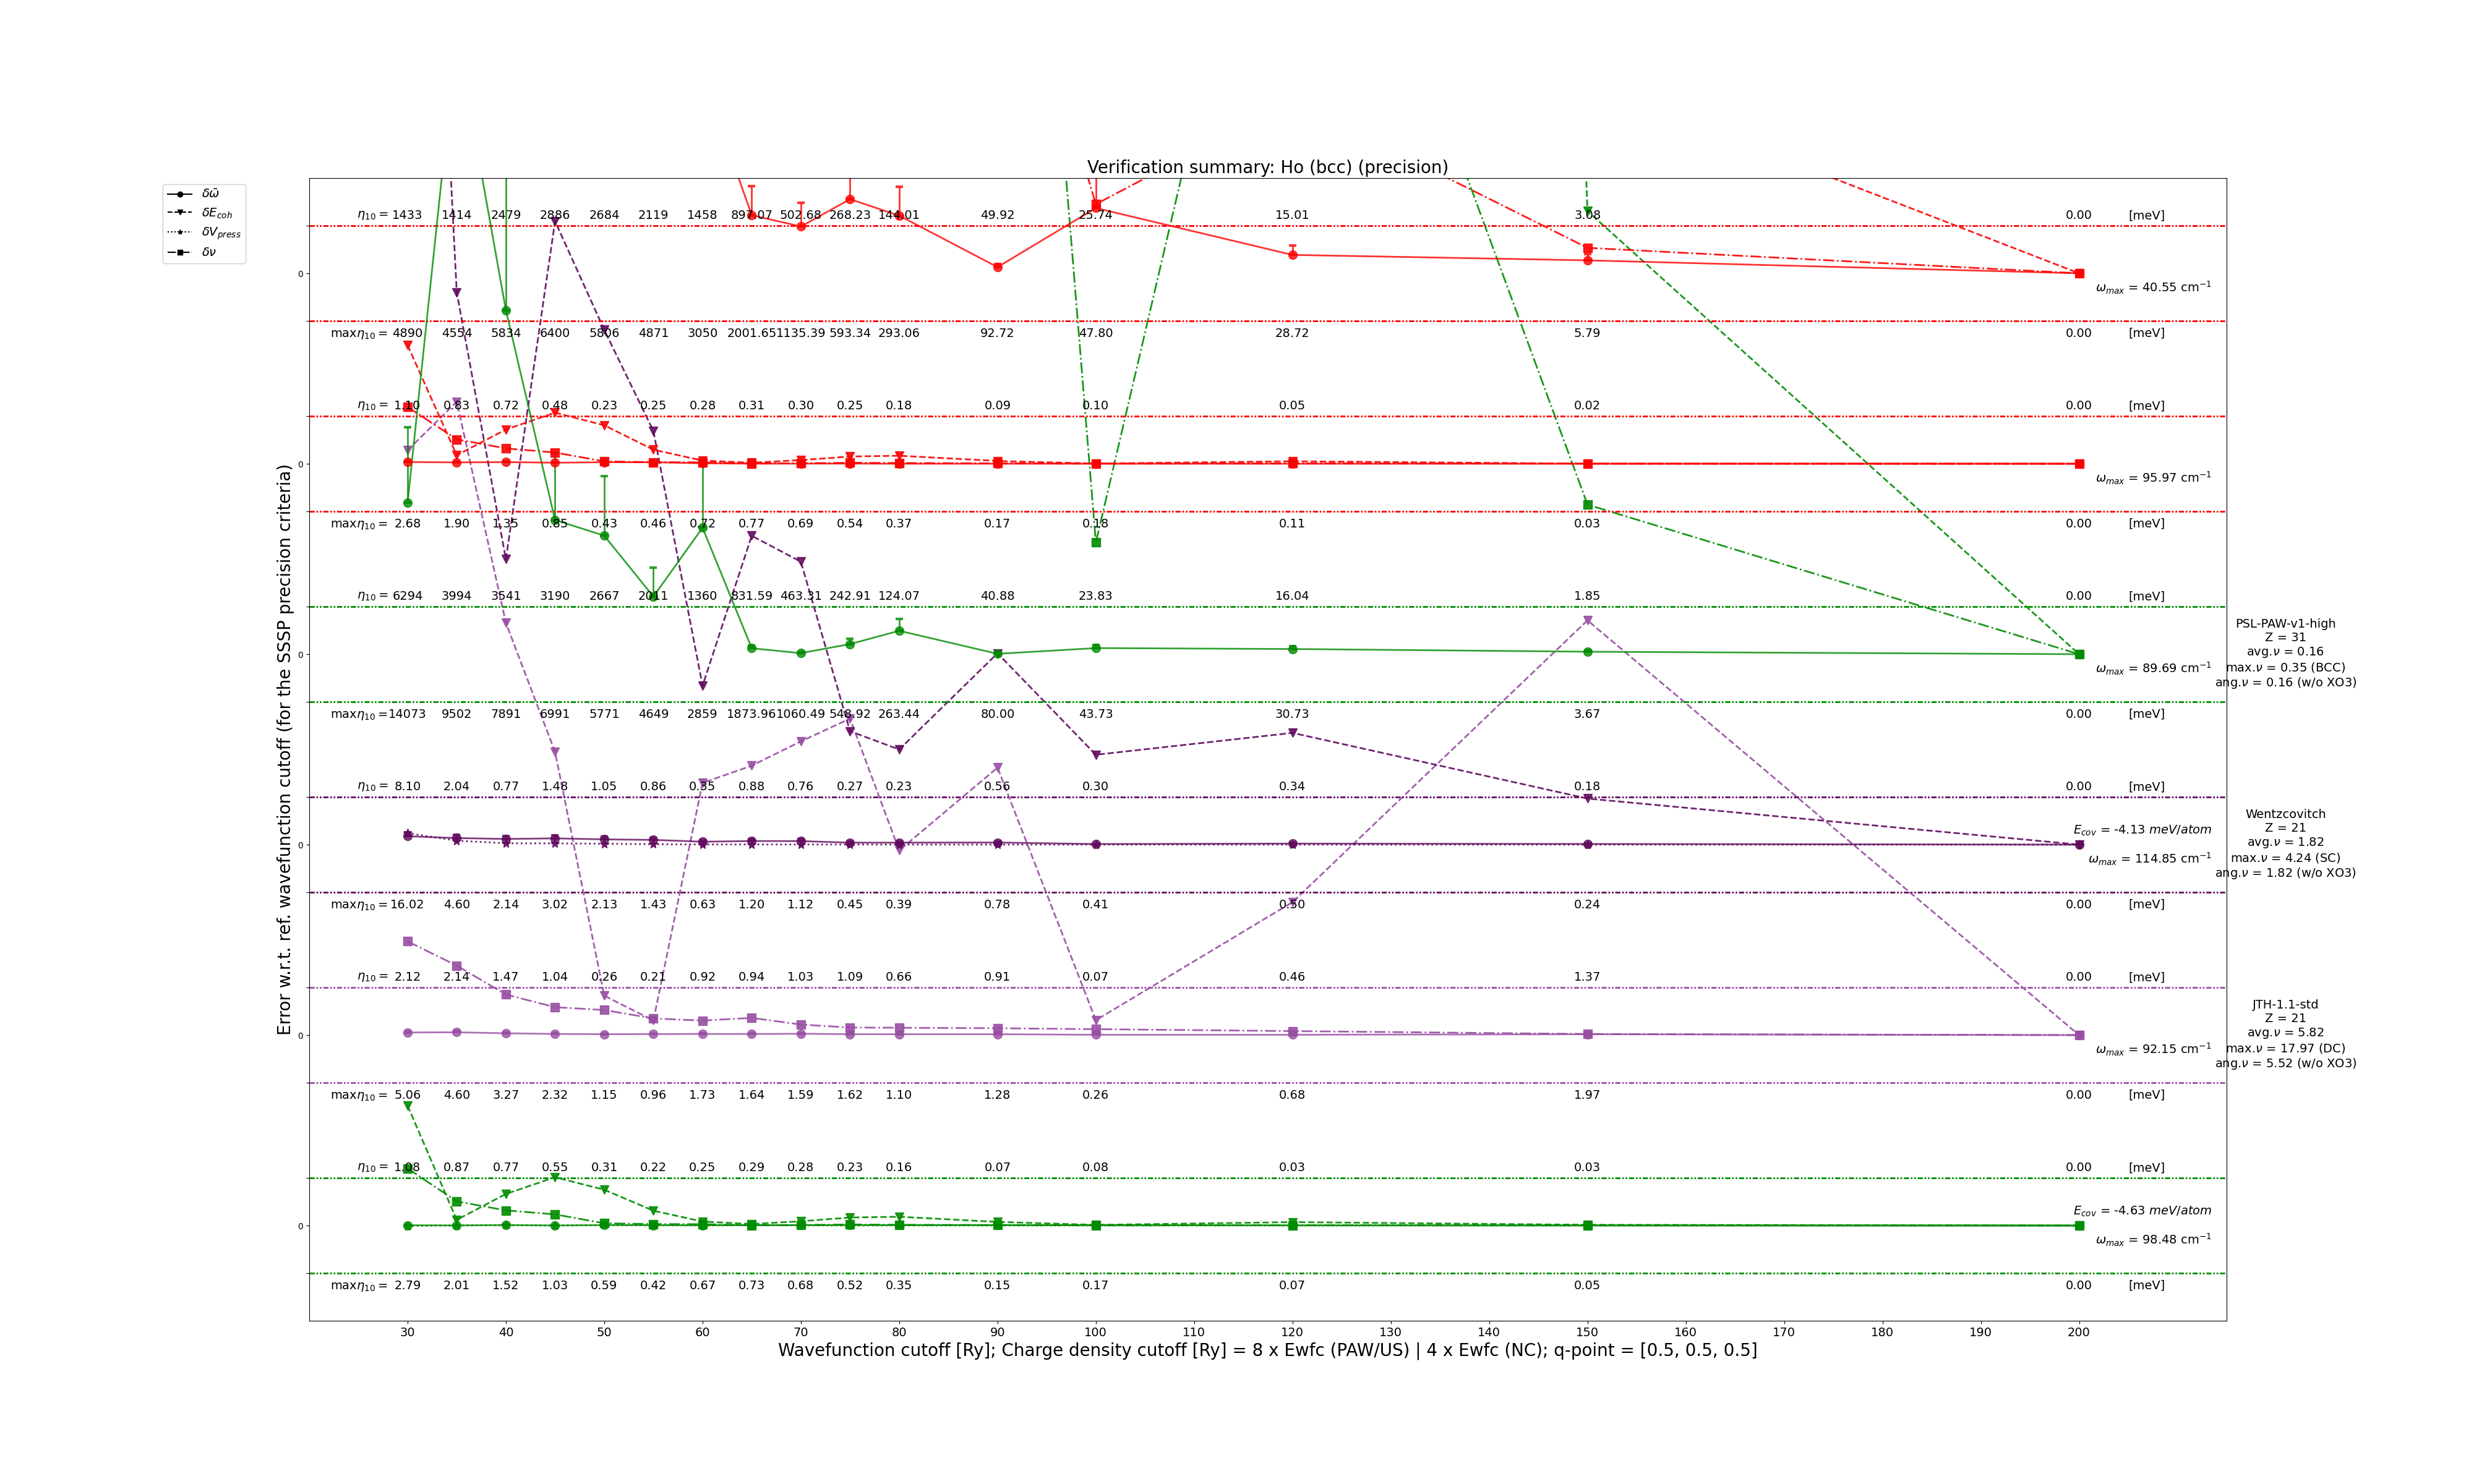 Verification summary: Ho (bcc) (precision)
δω̄
δE_coh
δV_press
δν
Error w.r.t. ref. wavefunction cutoff (for the SSSP precision criteria)
η₁₀ = 1433 1414 2479 2886 2684 2119 1458 897.07 502.68 268.23 144.01 49.92 25.74 15.01 3.08 0.00 [meV]
0
ω_max = 40.55 cm⁻¹
maxη₁₀ = 4890 4554 5834 6400 5806 4871 3050 2001.65 1135.39 593.34 293.06 92.72 47.80 28.72 5.79 0.00 [meV]
η₁₀ = 1.10 0.83 0.72 0.48 0.23 0.25 0.28 0.31 0.30 0.25 0.18 0.09 0.10 0.05 0.02 0.00 [meV]
0
ω_max = 95.97 cm⁻¹
maxη₁₀ = 2.68 1.90 1.35 0.85 0.43 0.46 0.72 0.77 0.69 0.54 0.37 0.17 0.18 0.11 0.03 0.00 [meV]
η₁₀ = 6294 3994 3541 3190 2667 2011 1360 831.59 463.31 242.91 124.07 40.88 23.83 16.04 1.85 0.00 [meV]
0
ω_max = 89.69 cm⁻¹
PSL-PAW-v1-high
Z = 31
avg.ν = 0.16
max.ν = 0.35 (BCC)
ang.ν = 0.16 (w/o XO3)
maxη₁₀ = 14073 9502 7891 6991 5771 4649 2859 1873.96 1060.49 548.92 263.44 80.00 43.73 30.73 3.67 0.00 [meV]
η₁₀ = 8.10 2.04 0.77 1.48 1.05 0.86 0.35 0.88 0.76 0.27 0.23 0.56 0.30 0.34 0.18 0.00 [meV]
E_cov = -4.13 meV/atom
0
ω_max = 114.85 cm⁻¹
Wentzcovitch
Z = 21
avg.ν = 1.82
max.ν = 4.24 (SC)
ang.ν = 1.82 (w/o XO3)
maxη₁₀ = 16.02 4.60 2.14 3.02 2.13 1.43 0.63 1.20 1.12 0.45 0.39 0.78 0.41 0.50 0.24 0.00 [meV]
η₁₀ = 2.12 2.14 1.47 1.04 0.26 0.21 0.92 0.94 1.03 1.09 0.66 0.91 0.07 0.46 1.37 0.00 [meV]
0
ω_max = 92.15 cm⁻¹
JTH-1.1-std
Z = 21
avg.ν = 5.82
max.ν = 17.97 (DC)
ang.ν = 5.52 (w/o XO3)
maxη₁₀ = 5.06 4.60 3.27 2.32 1.15 0.96 1.73 1.64 1.59 1.62 1.10 1.28 0.26 0.68 1.97 0.00 [meV]
η₁₀ = 1.08 0.87 0.77 0.55 0.31 0.22 0.25 0.29 0.28 0.23 0.16 0.07 0.08 0.03 0.03 0.00 [meV]
E_cov = -4.63 meV/atom
0
ω_max = 98.48 cm⁻¹
maxη₁₀ = 2.79 2.01 1.52 1.03 0.59 0.42 0.67 0.73 0.68 0.52 0.35 0.15 0.17 0.07 0.05 0.00 [meV]
30 40 50 60 70 80 90 100 110 120 130 140 150 160 170 180 190 200
Wavefunction cutoff [Ry]; Charge density cutoff [Ry] = 8 x Ewfc (PAW/US) | 4 x Ewfc (NC); q-point = [0.5, 0.5, 0.5]